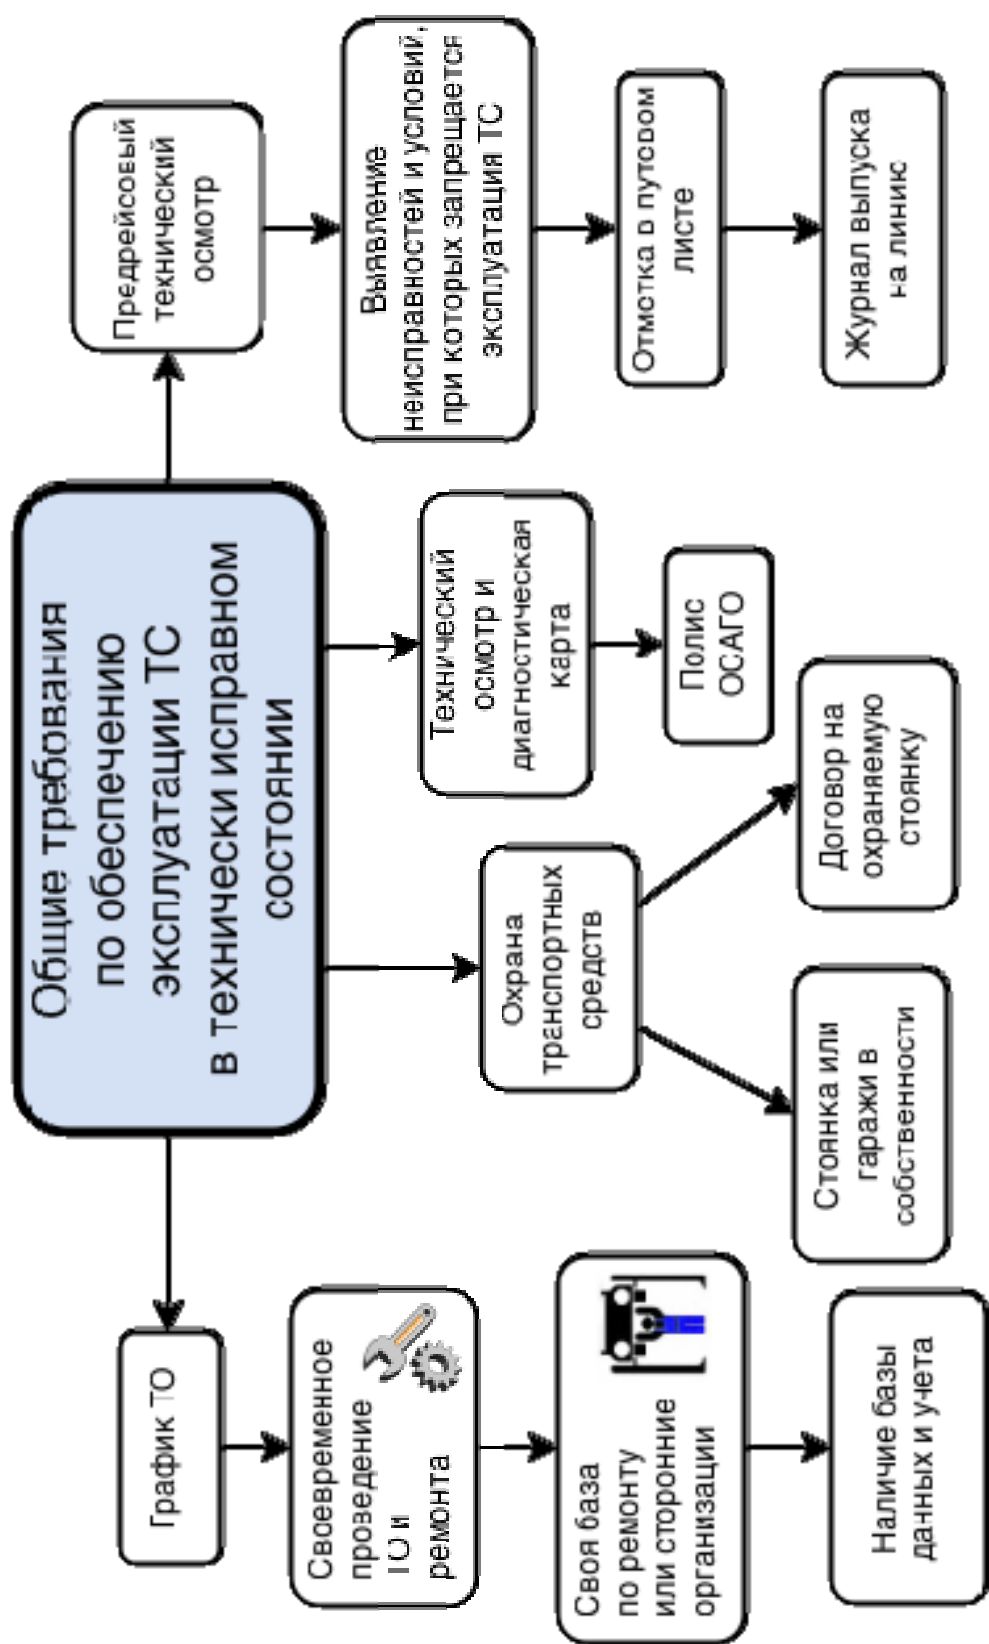 Общие требования
по обеспечению
эксплуатации ТС
в технически исправном
состоянии
График ТО
Своевременное
проведение
ТО и
ремонта
Своя база
по ремонту
или сторонние
организации
Наличие базы
данных и учета
Охрана
транспортных
средств
Стоянка или
гаражи в
собственности
Договор на
охраняемую
стоянку
Технический
осмотр и
диагностическая
карта
Полис
ОСАГО
Предрейсовый
технический
осмотр
Выявление
неисправностей и условий,
при которых запрещается
эксплуатация ТС
Отметка в путевом
листе
Журнал выпуска
на линию